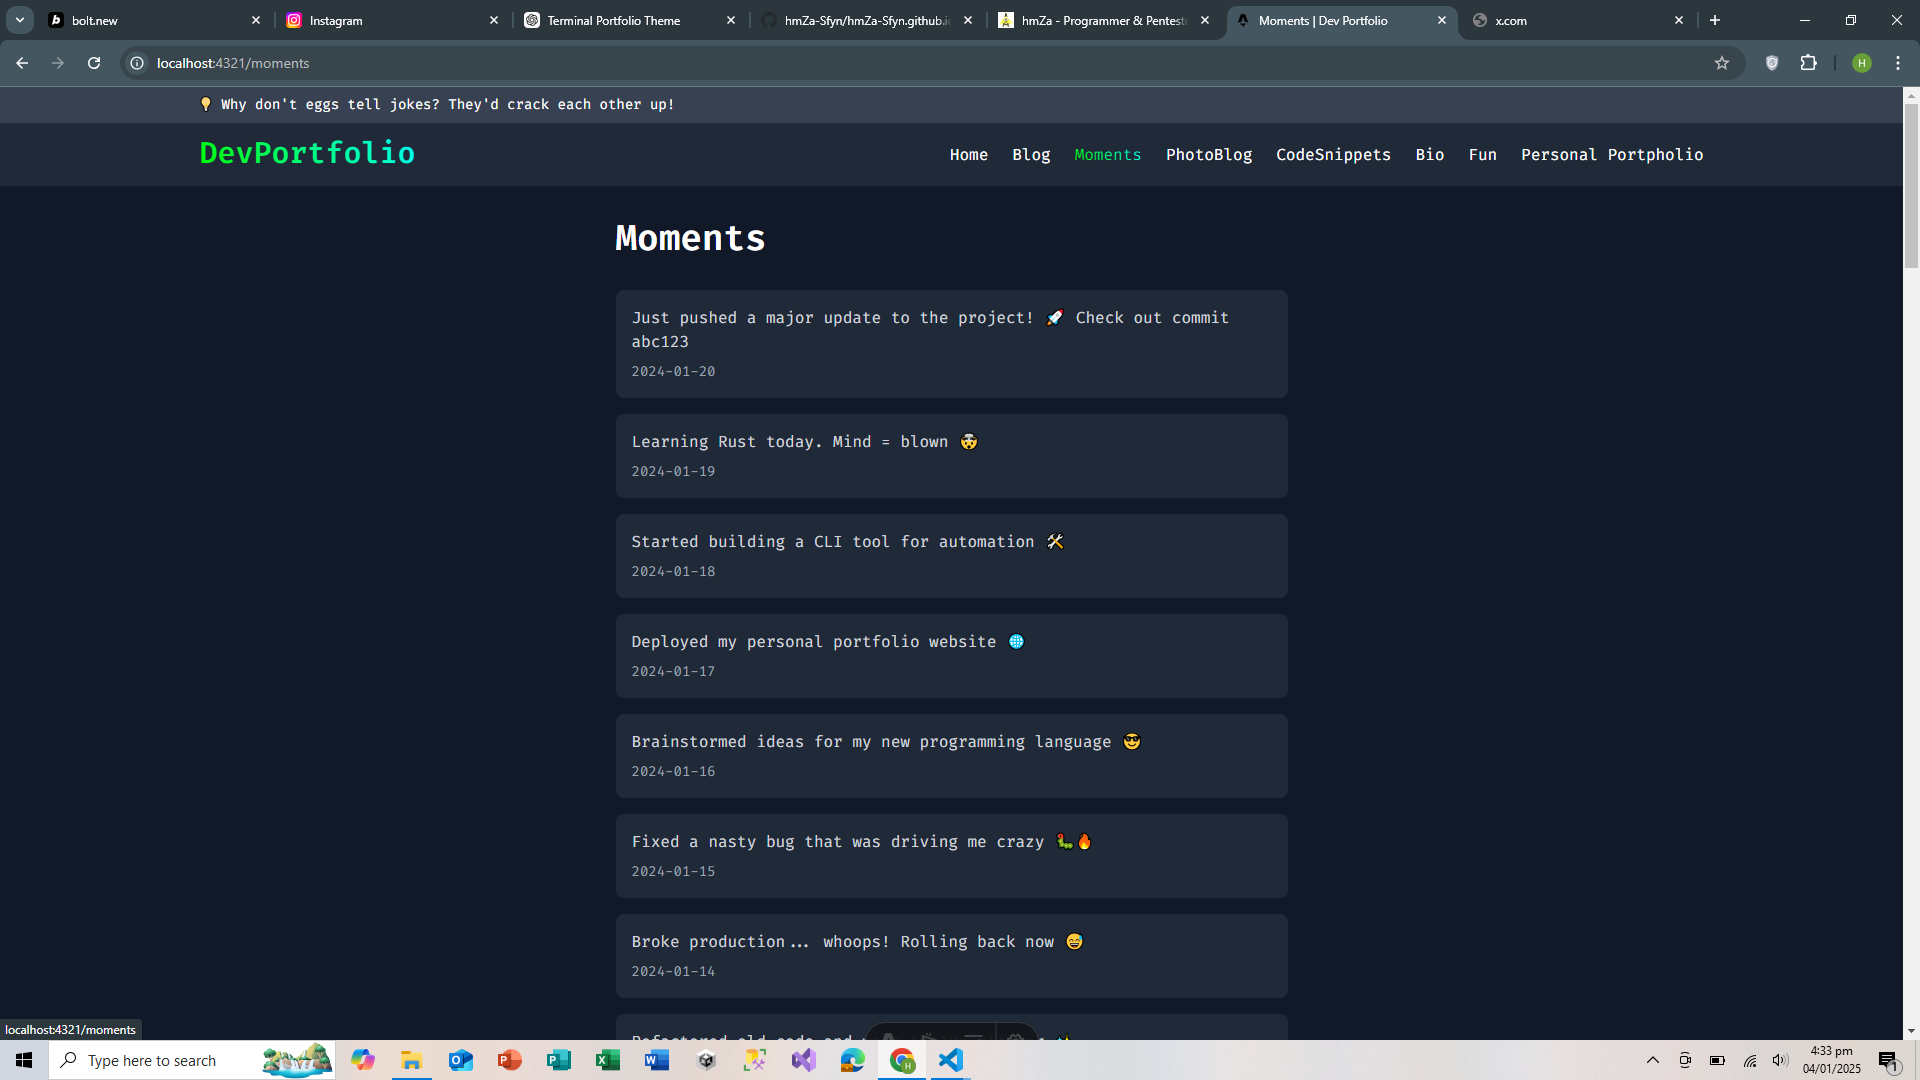 bolt.new
Instagram
Terminal Portfolio Theme
hmZa-Sfyn/hmZa-Sfyn.github.i
hmZa - Programmer & Penteste
Moments | Dev Portfolio
x.com
localhost:4321/moments
H
💡 Why don't eggs tell jokes? They'd crack each other up!
DevPortfolio
Home Blog Moments PhotoBlog CodeSnippets Bio Fun Personal Portpholio
Moments
Just pushed a major update to the project! 🚀 Check out commit
abc123
2024-01-20
Learning Rust today. Mind = blown 🤯
2024-01-19
Started building a CLI tool for automation 🛠️
2024-01-18
Deployed my personal portfolio website 🌐
2024-01-17
Brainstormed ideas for my new programming language 😎
2024-01-16
Fixed a nasty bug that was driving me crazy 🐛🔥
2024-01-15
Broke production... whoops! Rolling back now 😅
2024-01-14
Refactored old code and
localhost:4321/moments
Type here to search
4:33 pm
04/01/2025
1